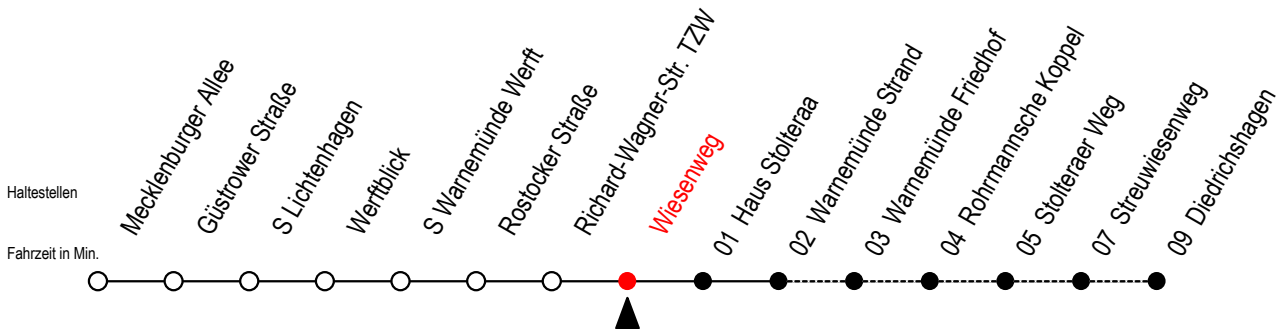 Haltestellen
Fahrzeit in Min.
Mecklenburger Allee
Güstrower Straße
S Lichtenhagen
Werftblick
S Warnemünde Werft
Rostocker Straße
Richard-Wagner-Str. TZW
Wiesenweg
01 Haus Stolteraa
02 Warnemünde Strand
03 Warnemünde Friedhof
04 Rohrmannsche Koppel
05 Stolteraer Weg
07 Streuwiesenweg
09 Diedrichshagen